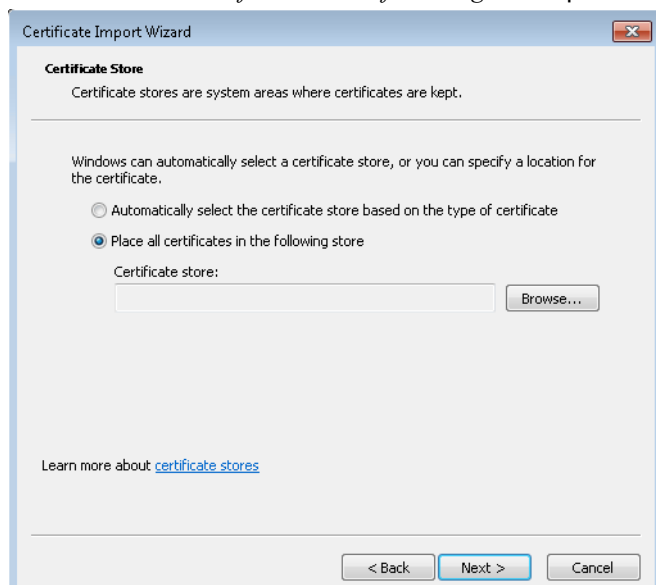 Certificate Import Wizard
Certificate Store
Certificate stores are system areas where certificates are kept.
Windows can automatically select a certificate store, or you can specify a location for
the certificate.
Automatically select the certificate store based on the type of certificate
Place all certificates in the following store
Certificate store:
Browse...
Learn more about certificate stores
< Back
Next >
Cancel